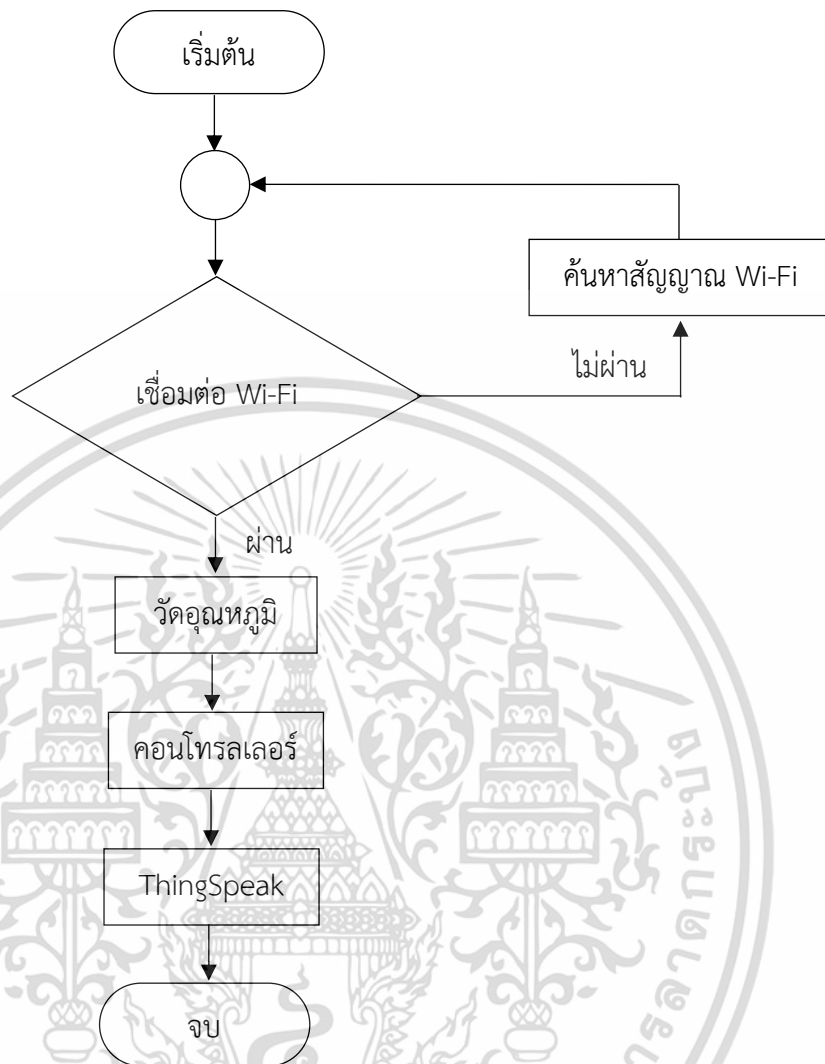 เริ่มต้น
ค้นหาสัญญาณ Wi-Fi
ไม่ผ่าน
เชื่อมต่อ Wi-Fi
ผ่าน
วัดอุณหภูมิ
คอนโทรลเลอร์
ThingSpeak
จบ